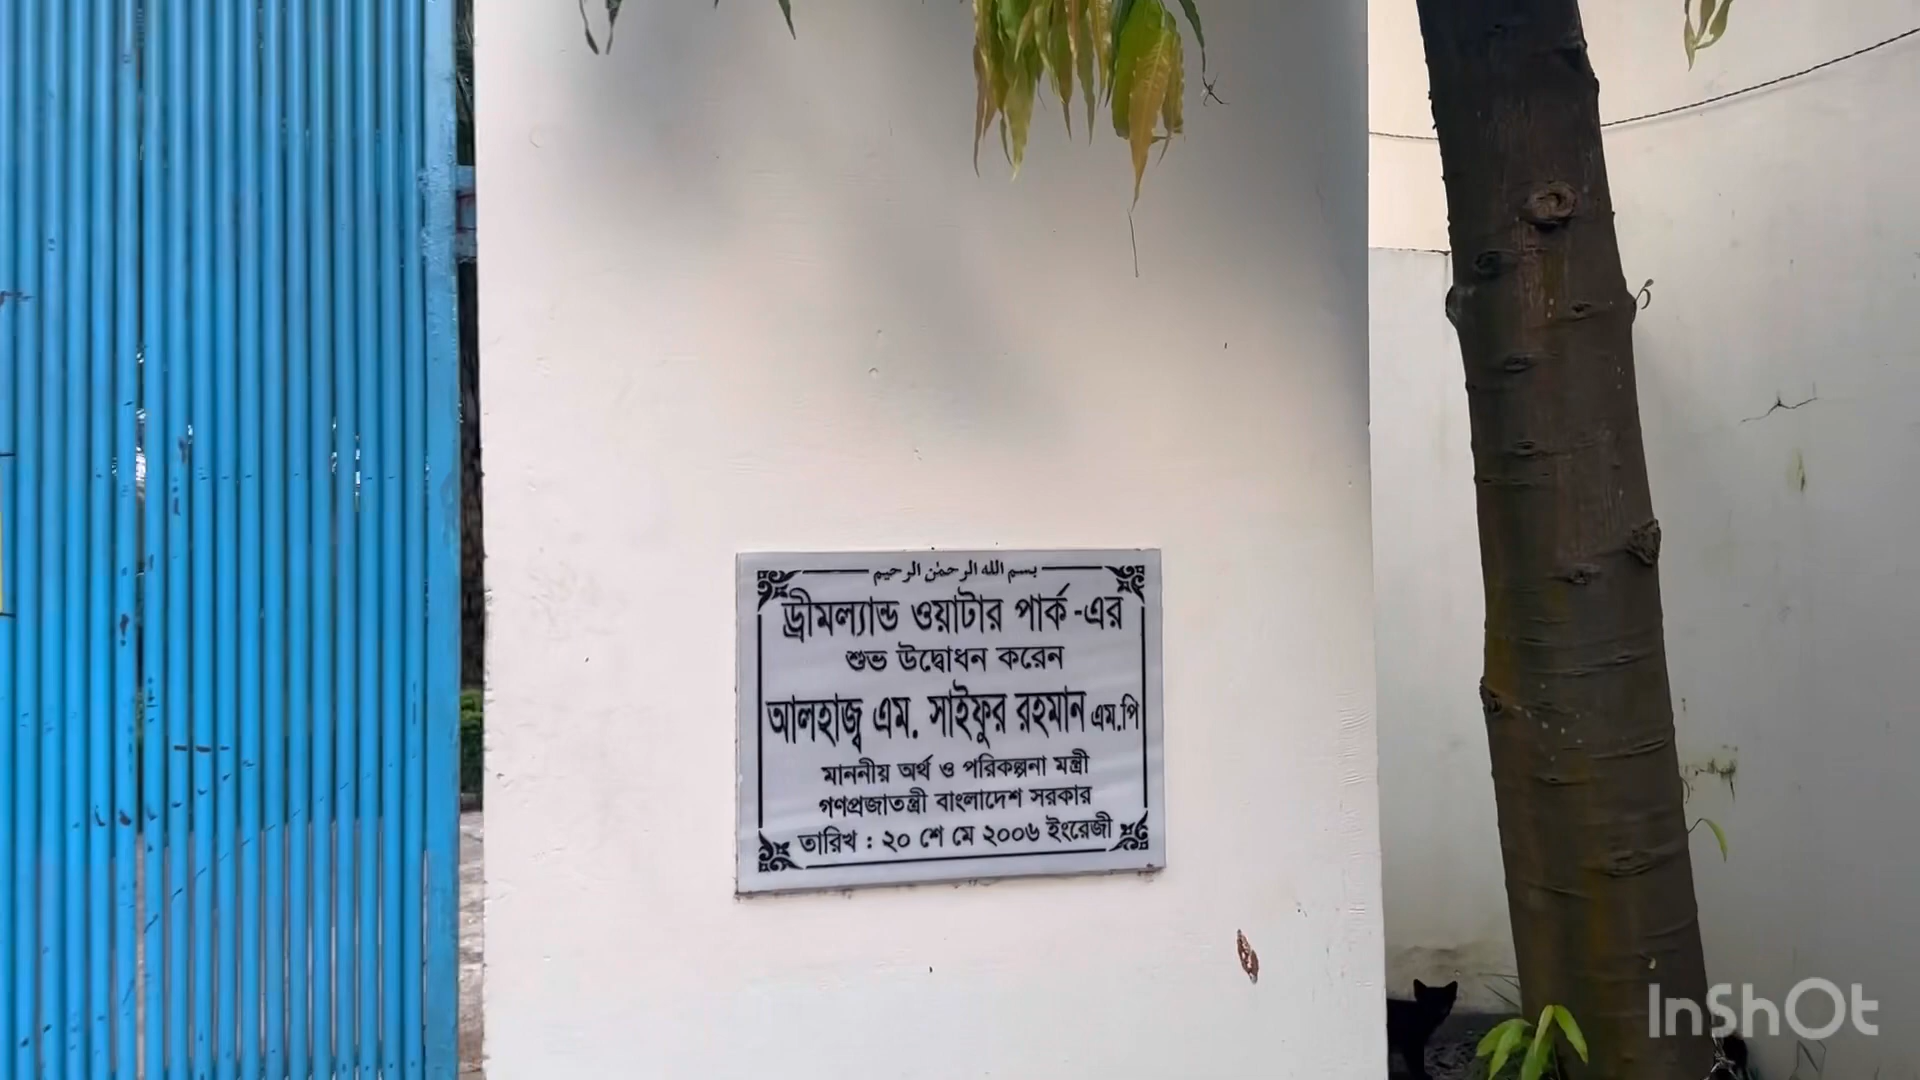 بسم الله الرحمٰن الرحيم
ড্রীমল্যান্ড ওয়াটার পার্ক -এর
শুভ উদ্বোধন করেন
আলহাজ্ব এম. সাইফুর রহমান এম.পি
মাননীয় অর্থ ও পরিকল্পনা মন্ত্রী
গণপ্রজাতন্ত্রী বাংলাদেশ সরকার
তারিখ : ২০ শে মে ২০০৬ ইংরেজী
InShOt